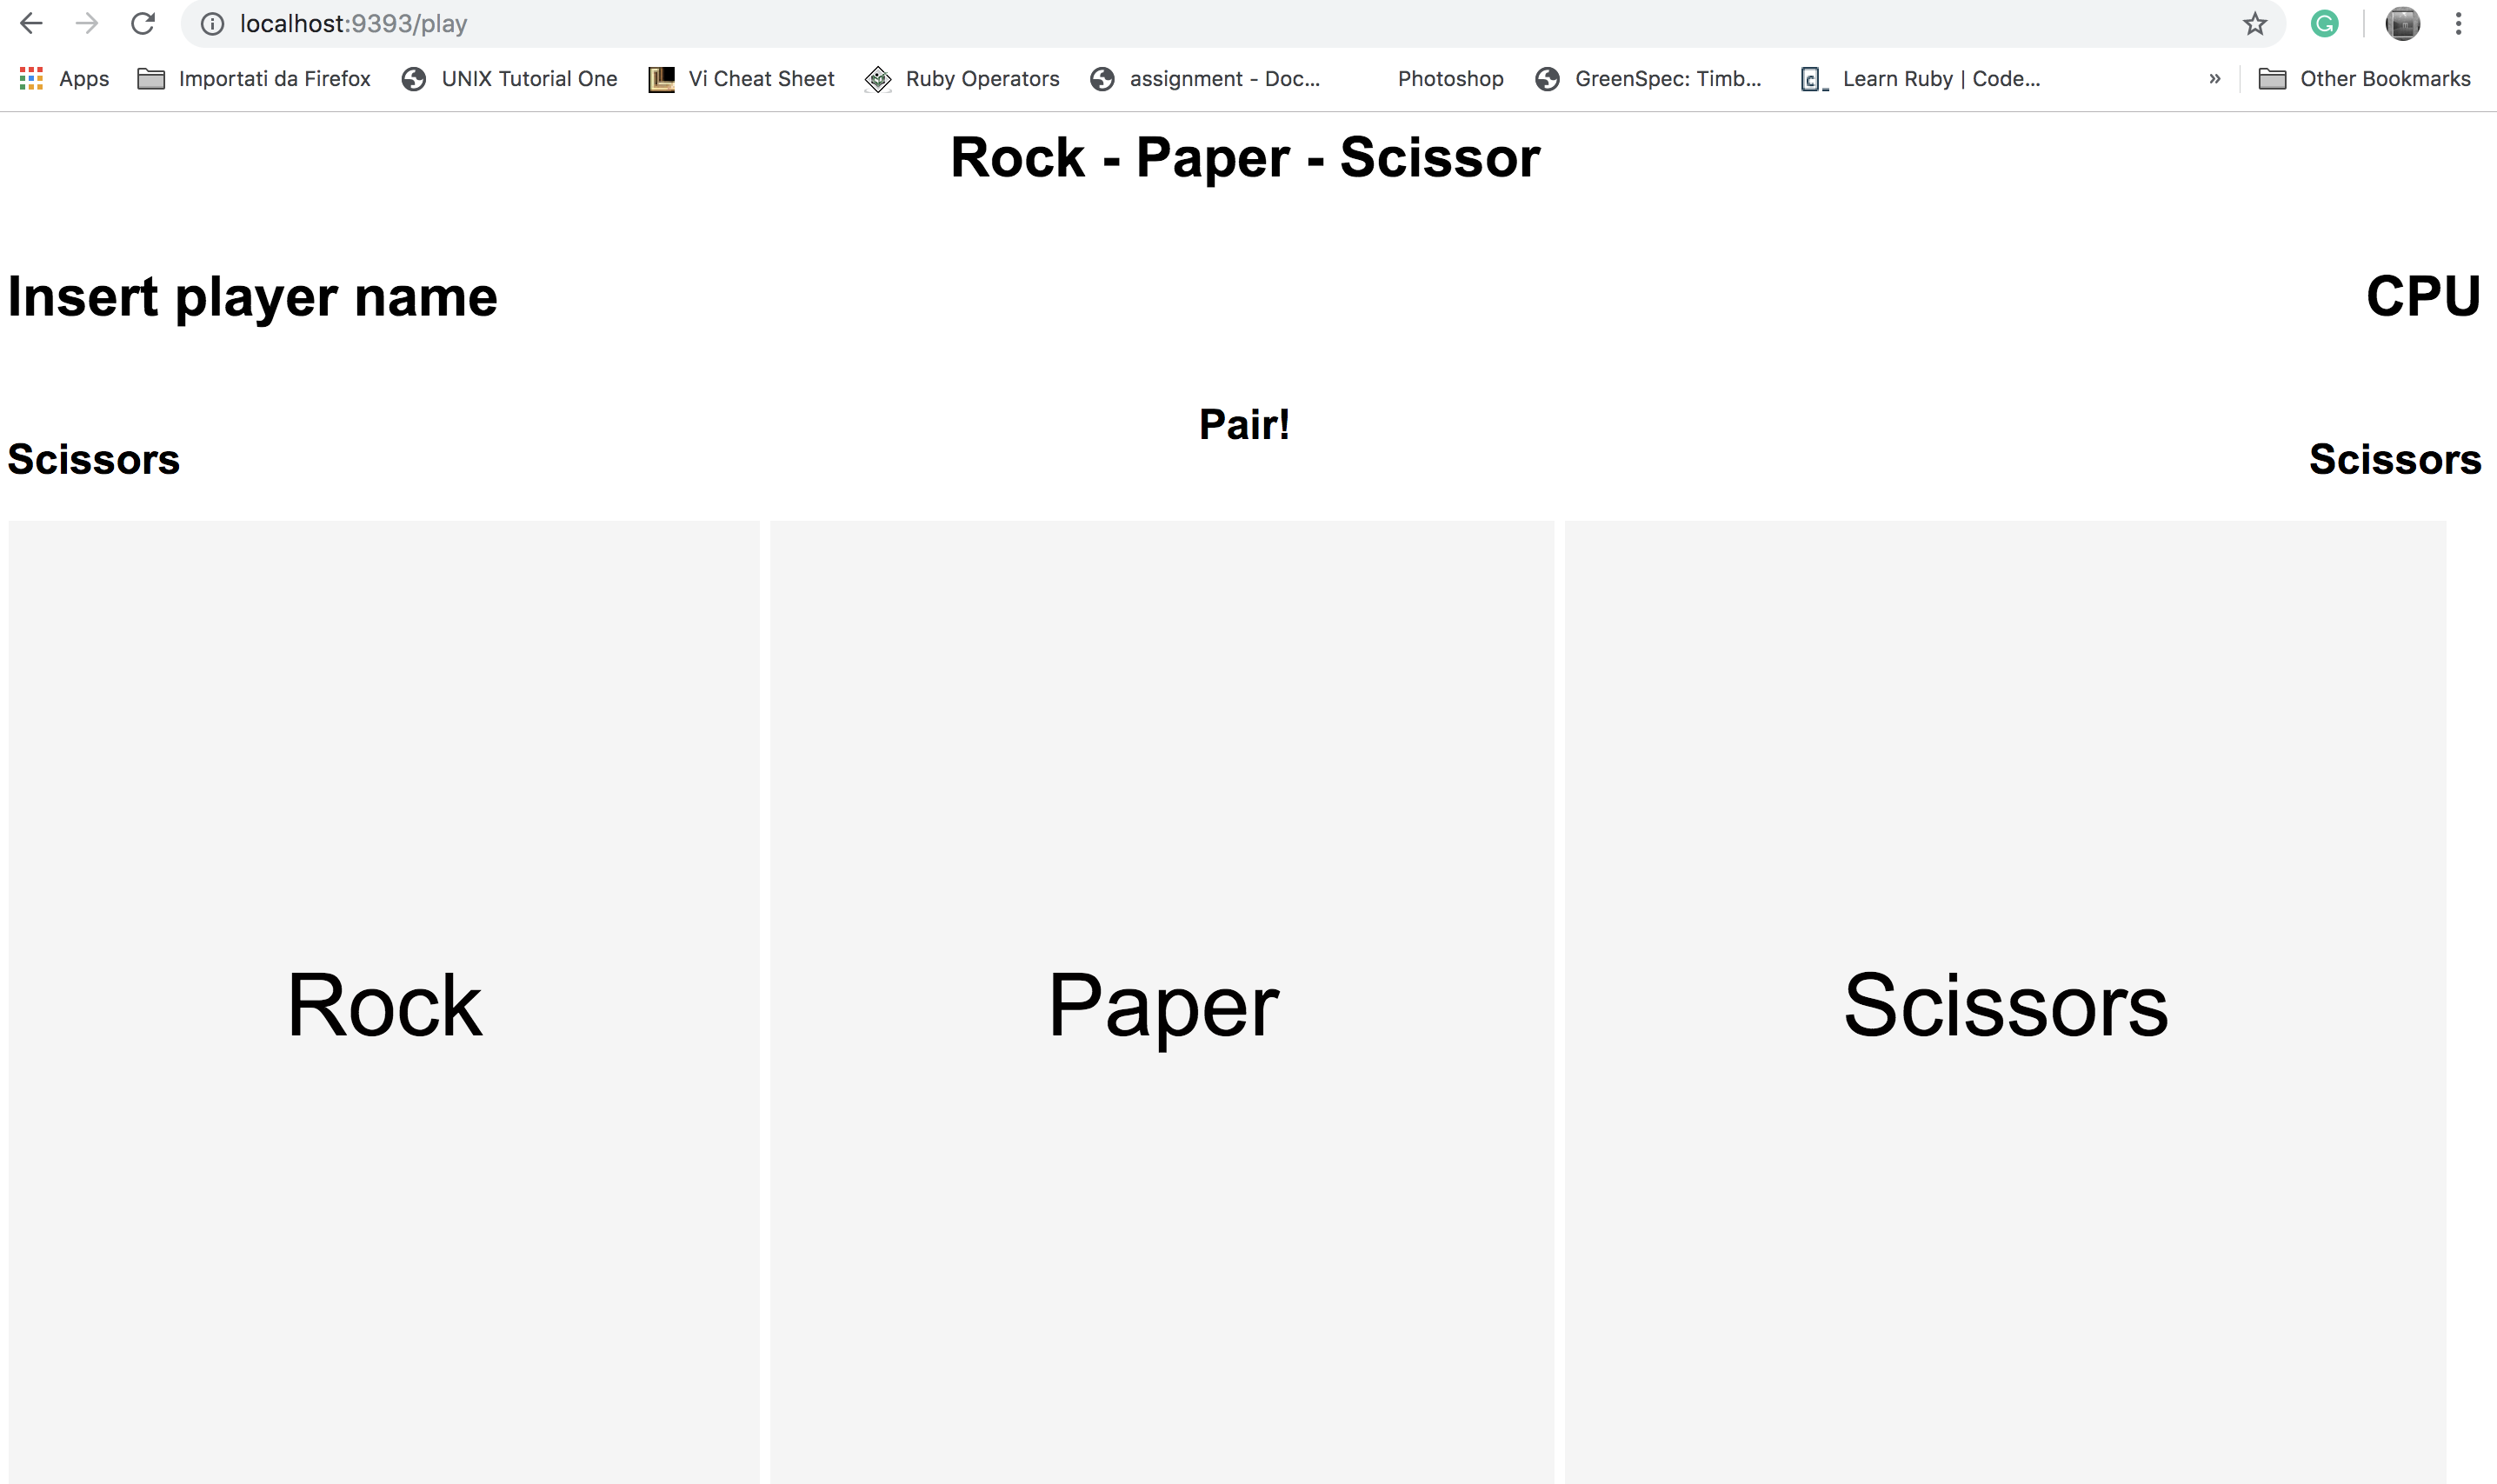 localhost:9393/play
Apps Importati da Firefox UNIX Tutorial One Vi Cheat Sheet Ruby Operators assignment - Doc... Photoshop GreenSpec: Timb... Learn Ruby | Code... » Other Bookmarks
Rock - Paper - Scissor
Insert player name CPU
Pair!
Scissors Scissors
Rock Paper Scissors